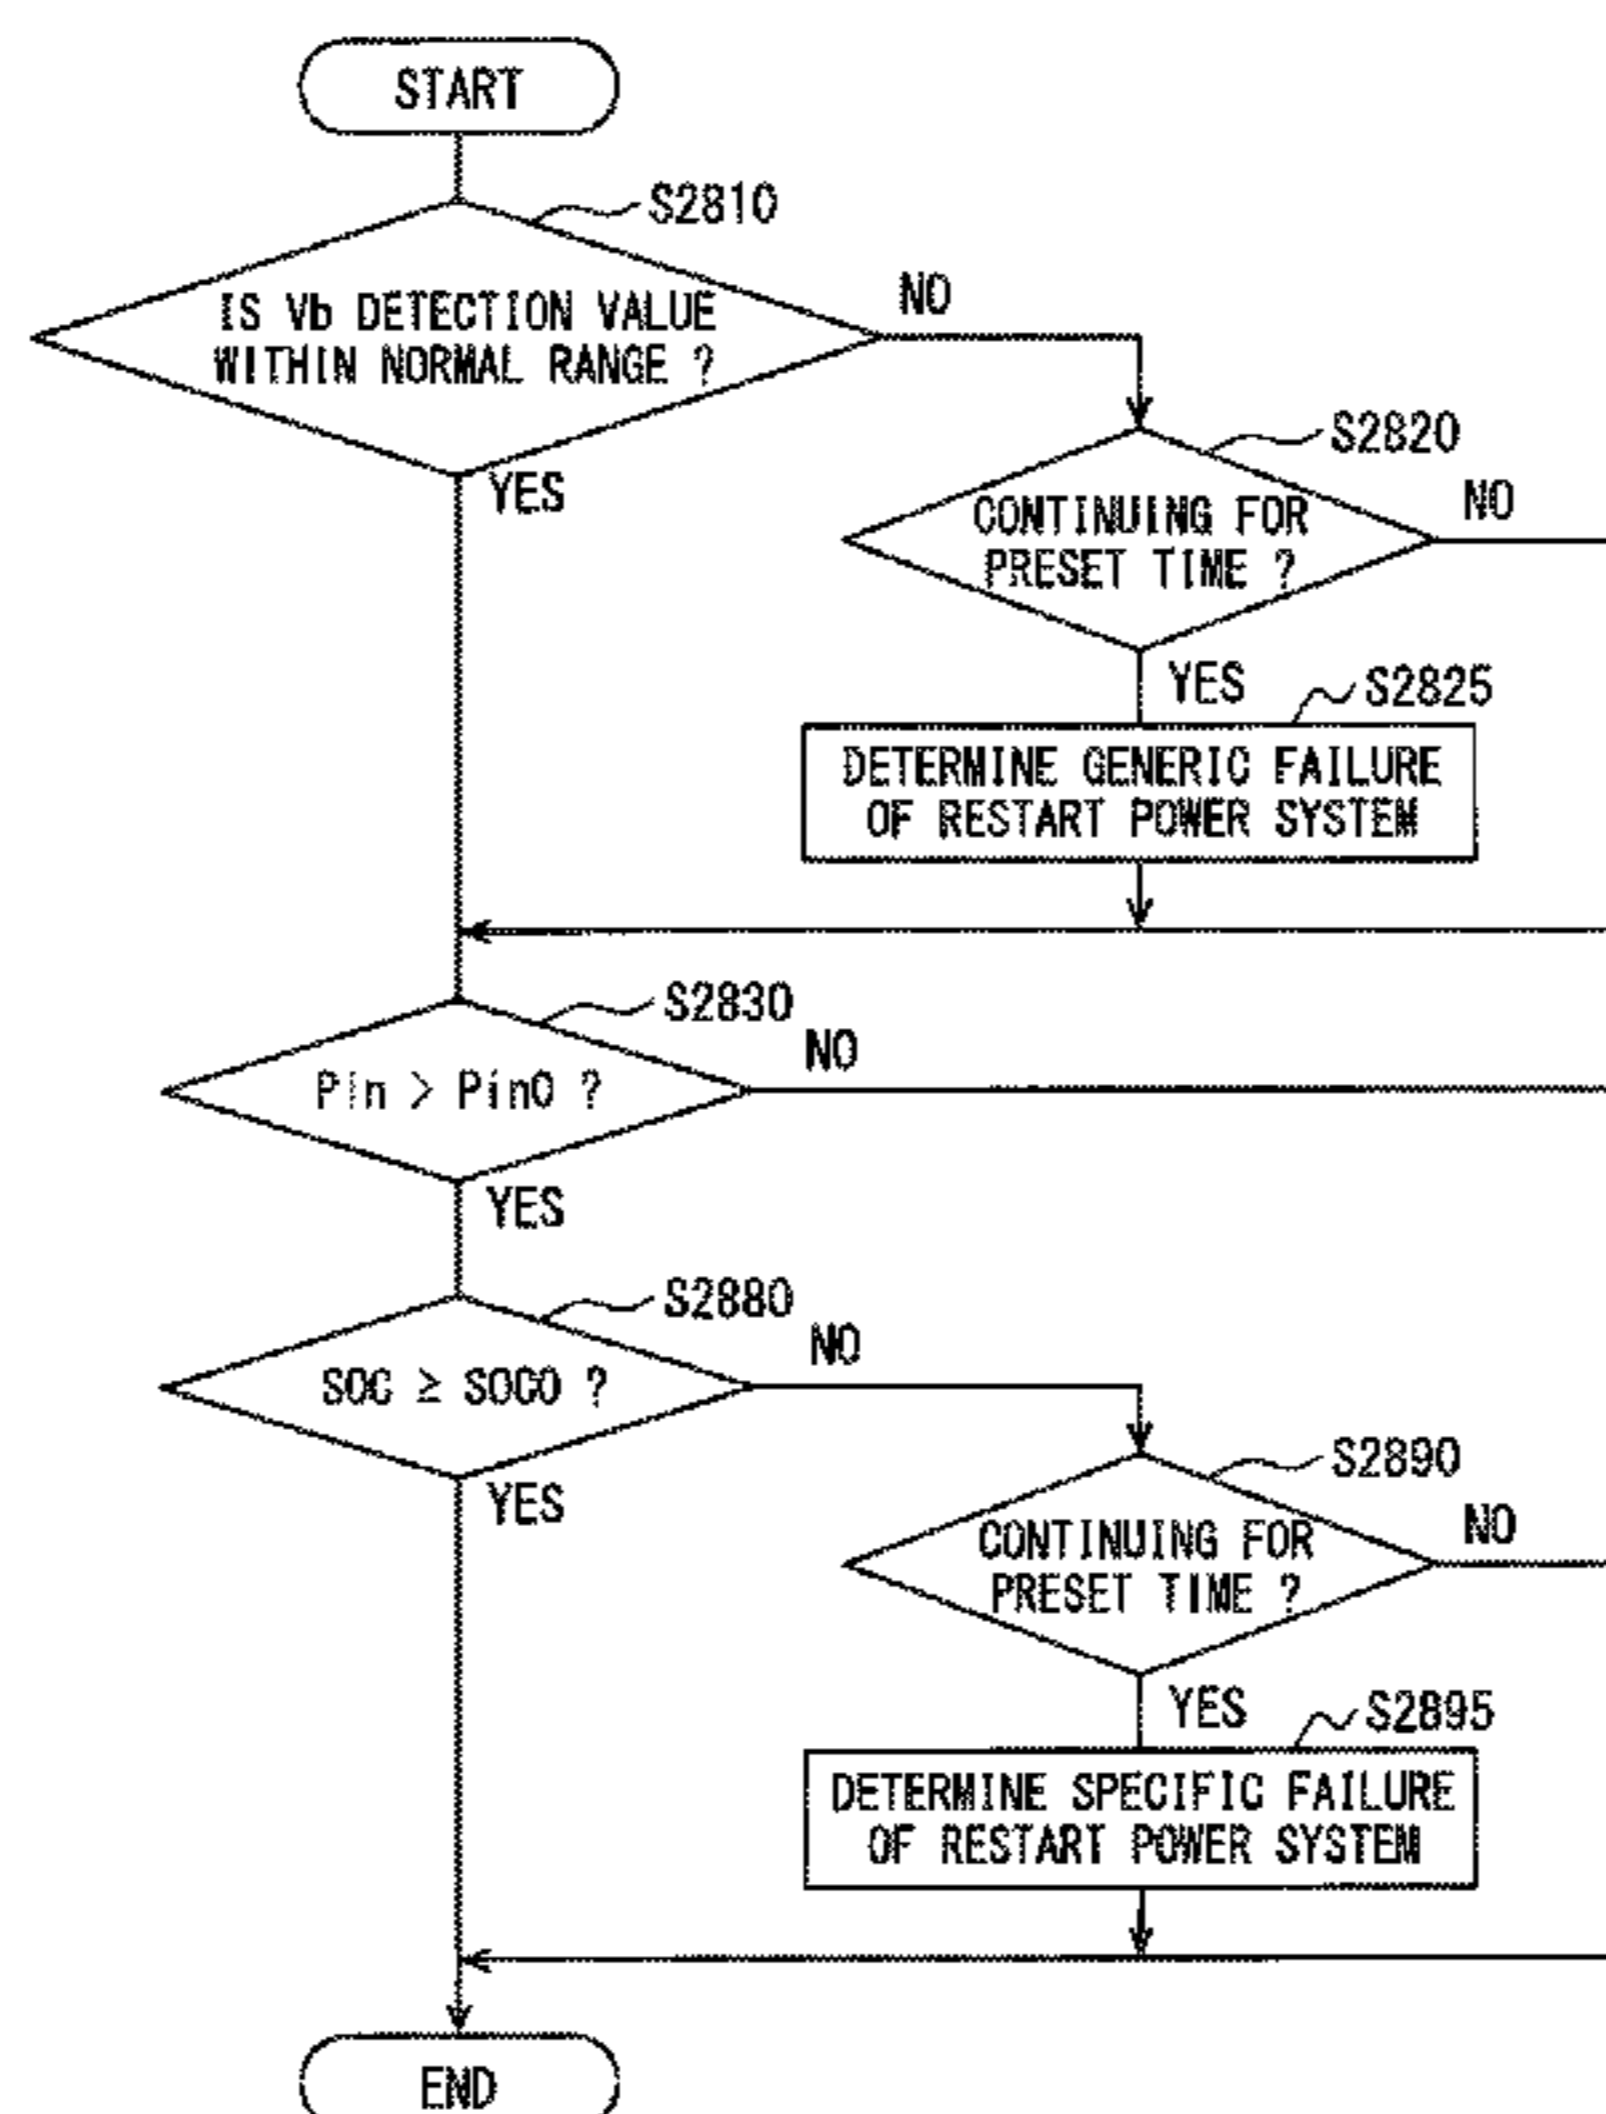 START
S2810
IS Vb DETECTION VALUE
WITHIN NORMAL RANGE ?
NO
YES
S2820
CONTINUING FOR
PRESET TIME ?
NO
YES
S2825
DETERMINE GENERIC FAILURE
OF RESTART POWER SYSTEM
S2830
Pin > Pin0 ?
NO
YES
S2880
SOC ≥ SOC0 ?
NO
YES
S2890
CONTINUING FOR
PRESET TIME ?
NO
YES
S2895
DETERMINE SPECIFIC FAILURE
OF RESTART POWER SYSTEM
END